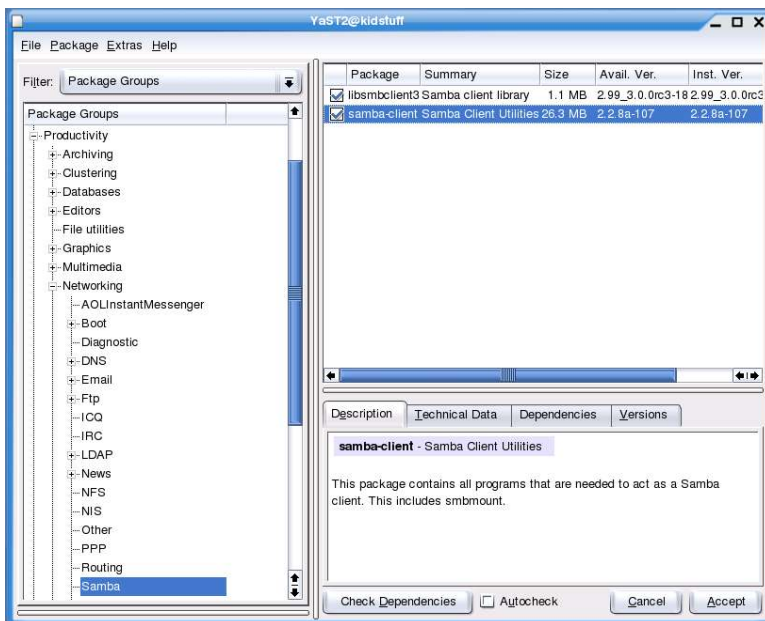 YaST2@kidstuff
File Package Extras Help
Filter: Package Groups
Package Groups
Productivity
Archiving
Clustering
Databases
Editors
File utilities
Graphics
Multimedia
Networking
AOLInstantMessenger
Boot
Diagnostic
DNS
Email
Ftp
ICQ
IRC
LDAP
News
NFS
NIS
Other
PPP
Routing
Samba
Package Summary Size Avail. Ver. Inst. Ver.
libsmbclient3 Samba client library 1.1 MB 2.99_3.0.0rc3-18 2.99_3.0.0rc3
samba-client Samba Client Utilities 26.3 MB 2.2.8a-107 2.2.8a-107
Description Technical Data Dependencies Versions
samba-client - Samba Client Utilities
This package contains all programs that are needed to act as a Samba
client. This includes smbmount.
Check Dependencies Autocheck Cancel Accept